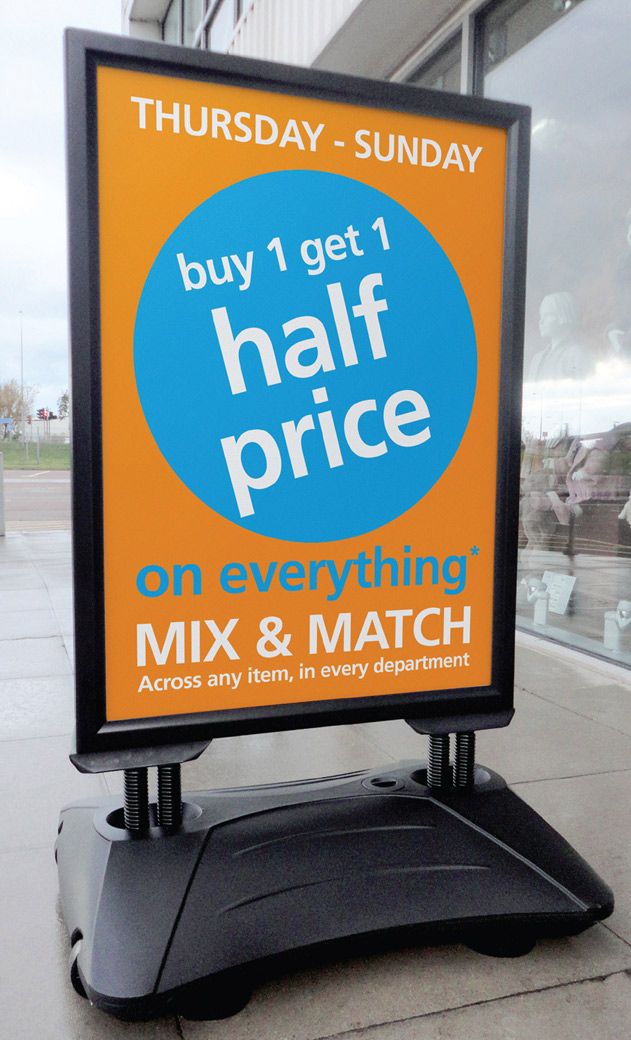 THURSDAY - SUNDAY
buy 1 get 1
half
price
on everything*
MIX & MATCH
Across any item, in every department